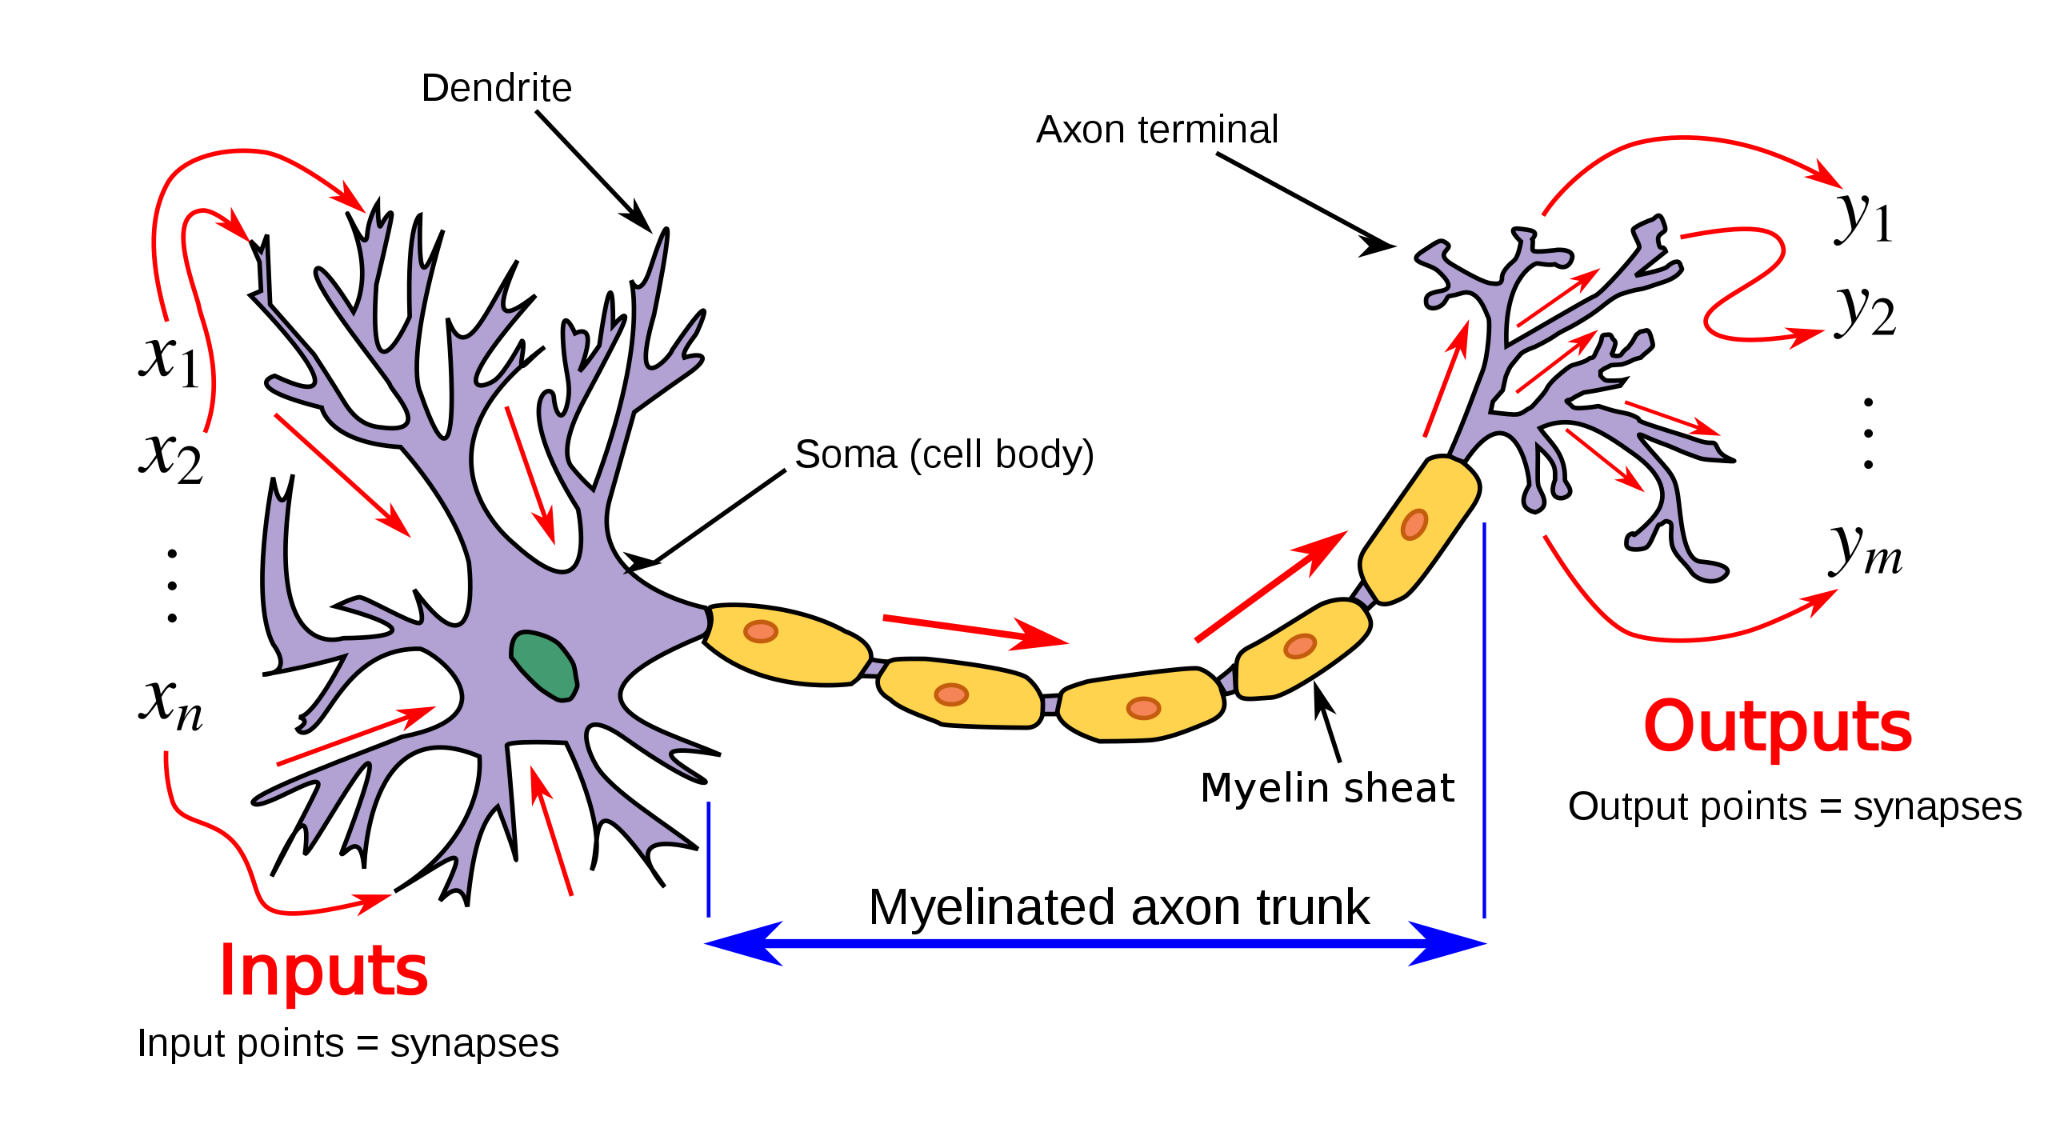 Dendrite
Axon terminal
Soma (cell body)
x1
x2
⋮
xn
y1
y2
⋮
ym
Myelin sheat
Myelinated axon trunk
Inputs
Input points = synapses
Outputs
Output points = synapses